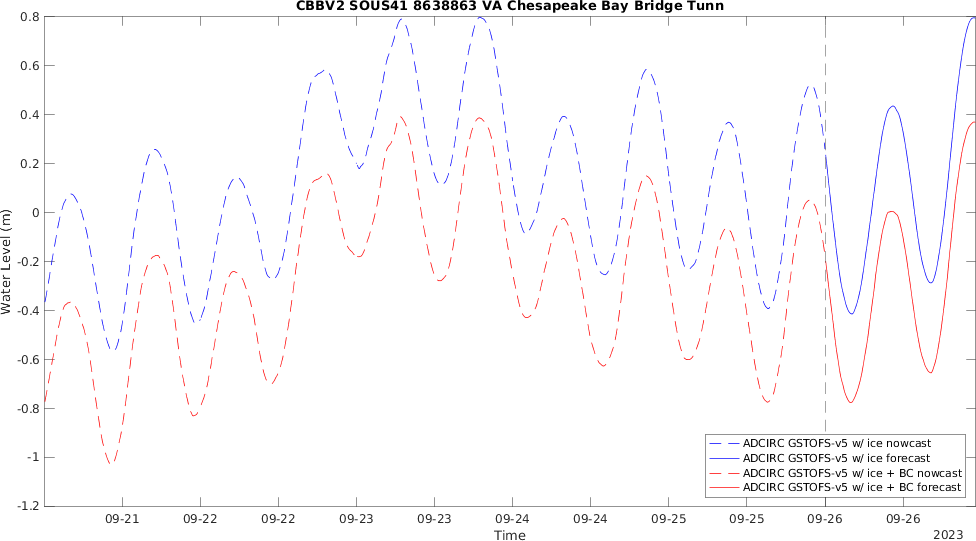 CBBV2 SOUS41 8638863 VA Chesapeake Bay Bridge Tunn
0.8
0.6
0.4
0.2
0
-0.2
-0.4
-0.6
-0.8
-1
-1.2
Water Level (m)
ADCIRC GSTOFS-v5 w/ ice nowcast
ADCIRC GSTOFS-v5 w/ ice forecast
ADCIRC GSTOFS-v5 w/ ice + BC nowcast
ADCIRC GSTOFS-v5 w/ ice + BC forecast
09-21 09-22 09-22 09-23 09-23 09-24 09-24 09-25 09-25 09-26 09-26
Time
2023